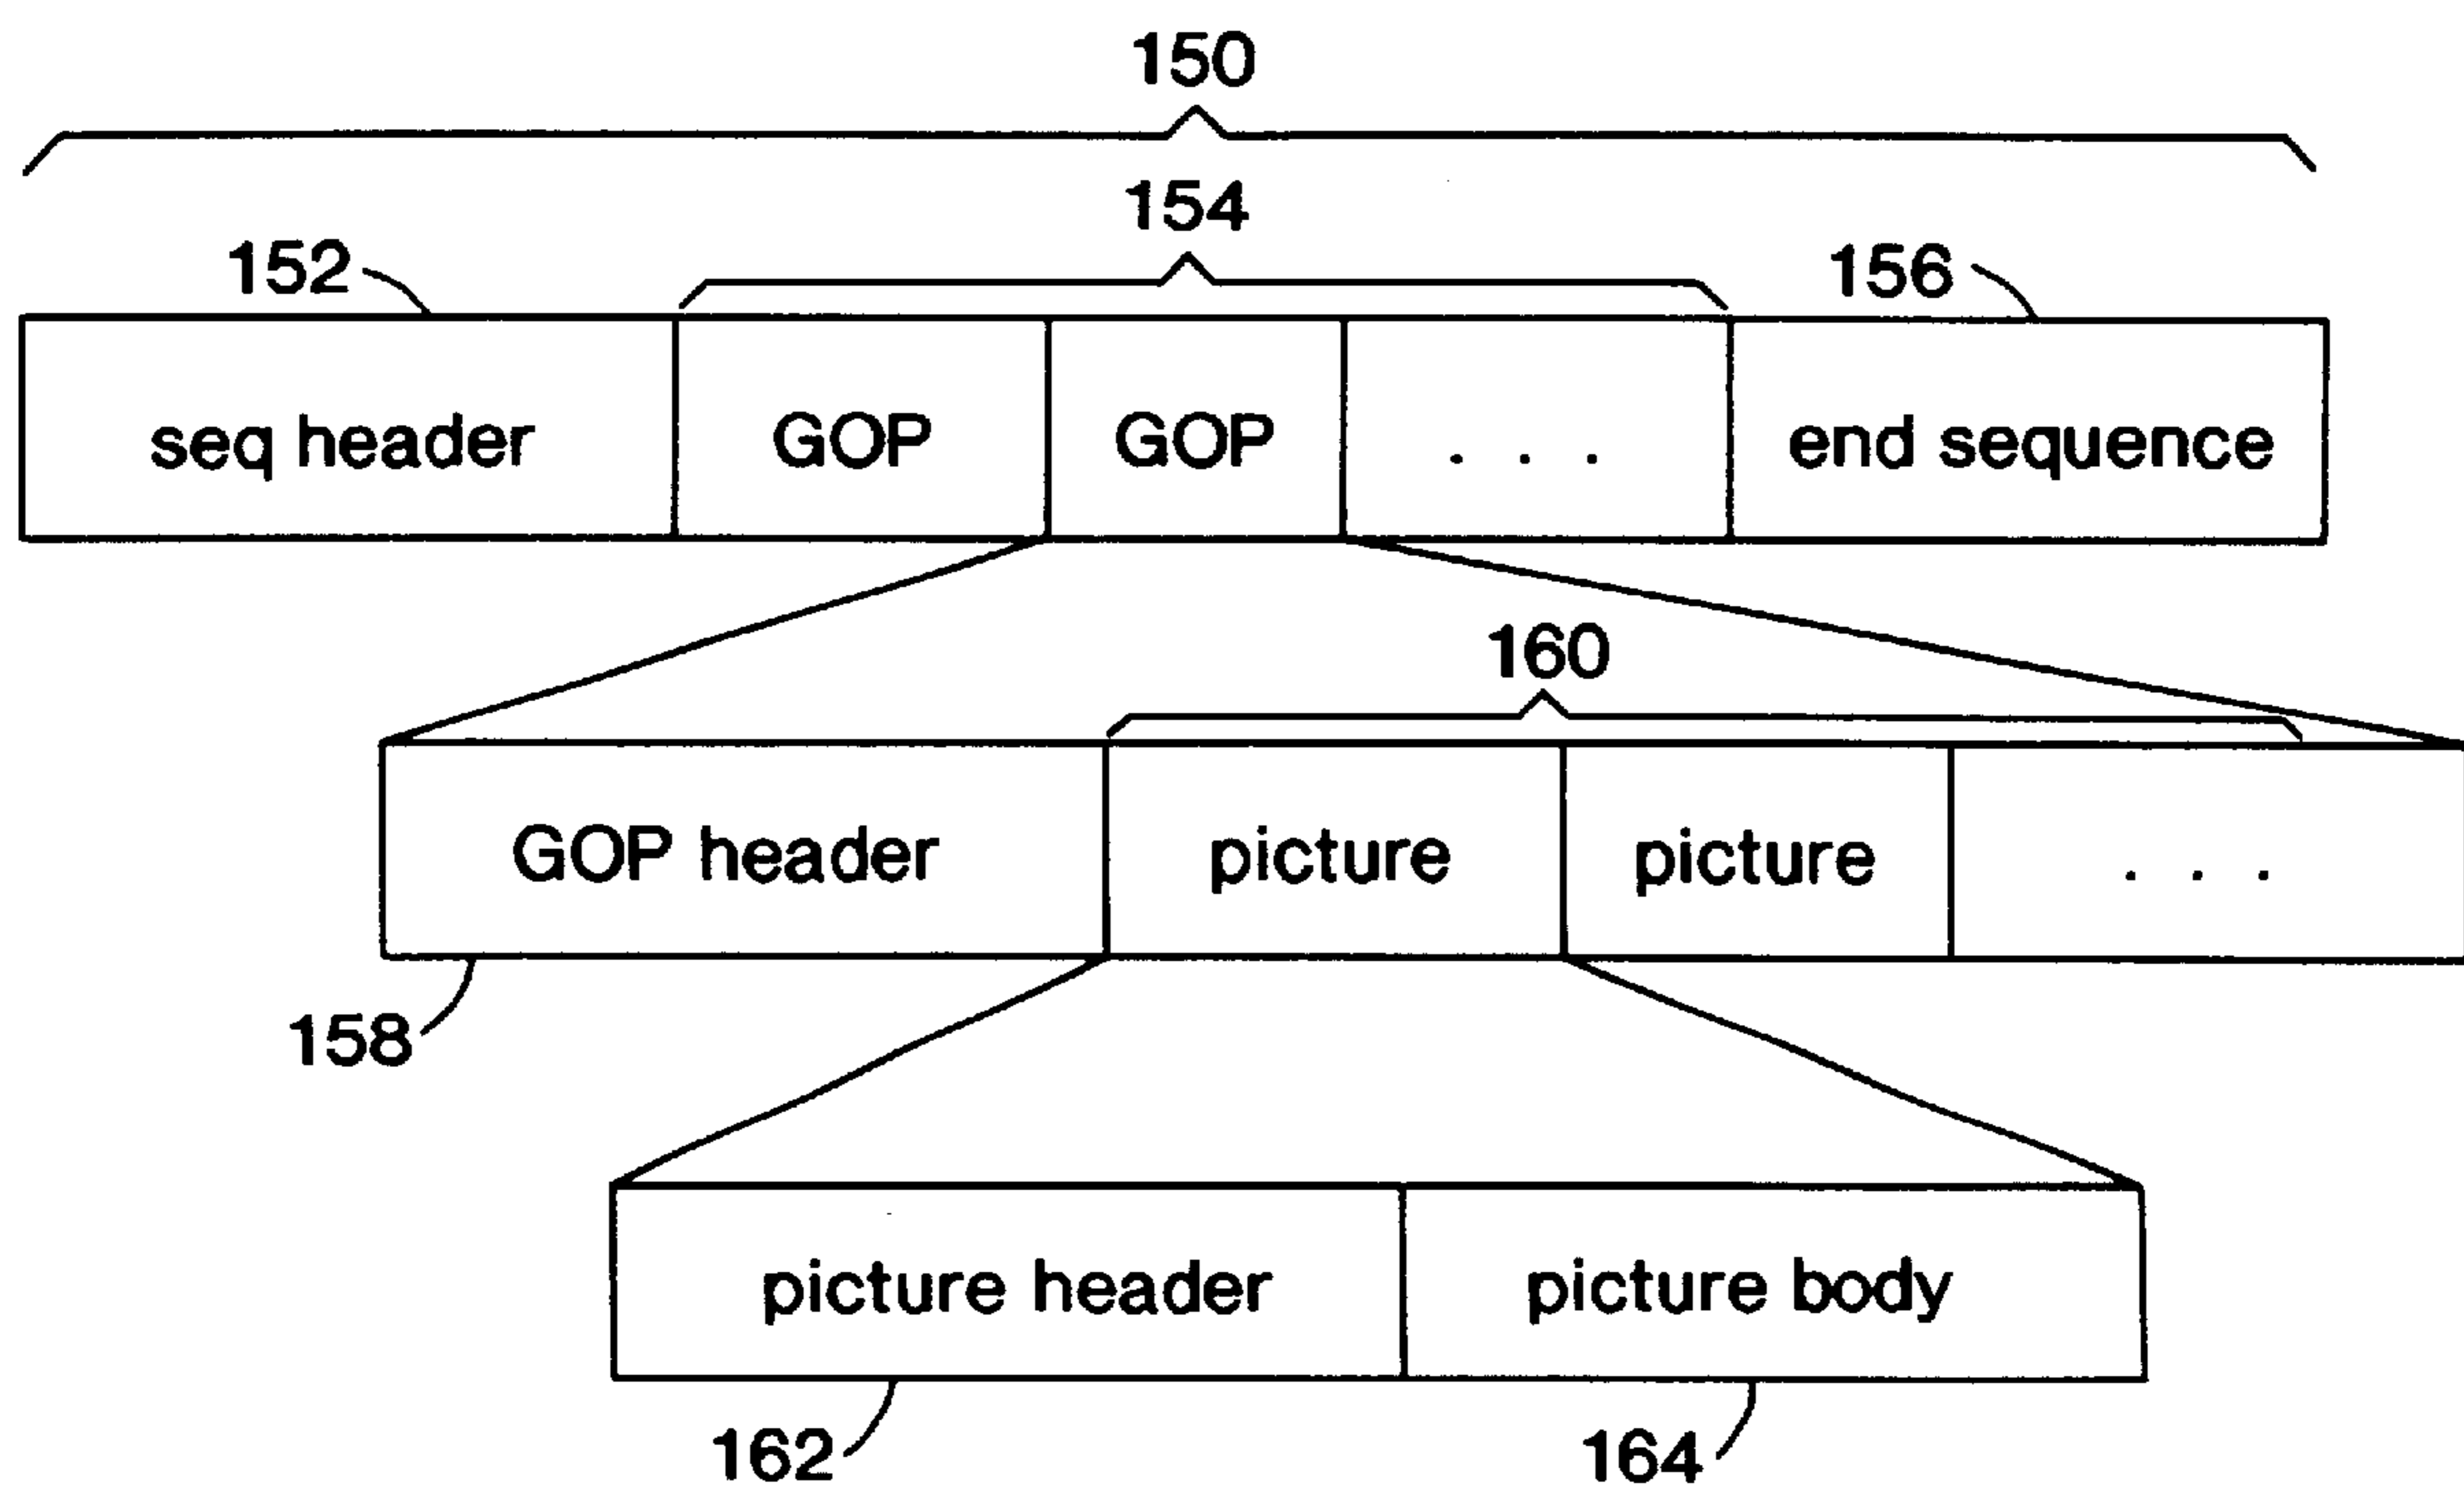 150
154
152
156
seq header GOP GOP . . . end sequence
160
GOP header picture picture . . .
158
picture header picture body
162 164